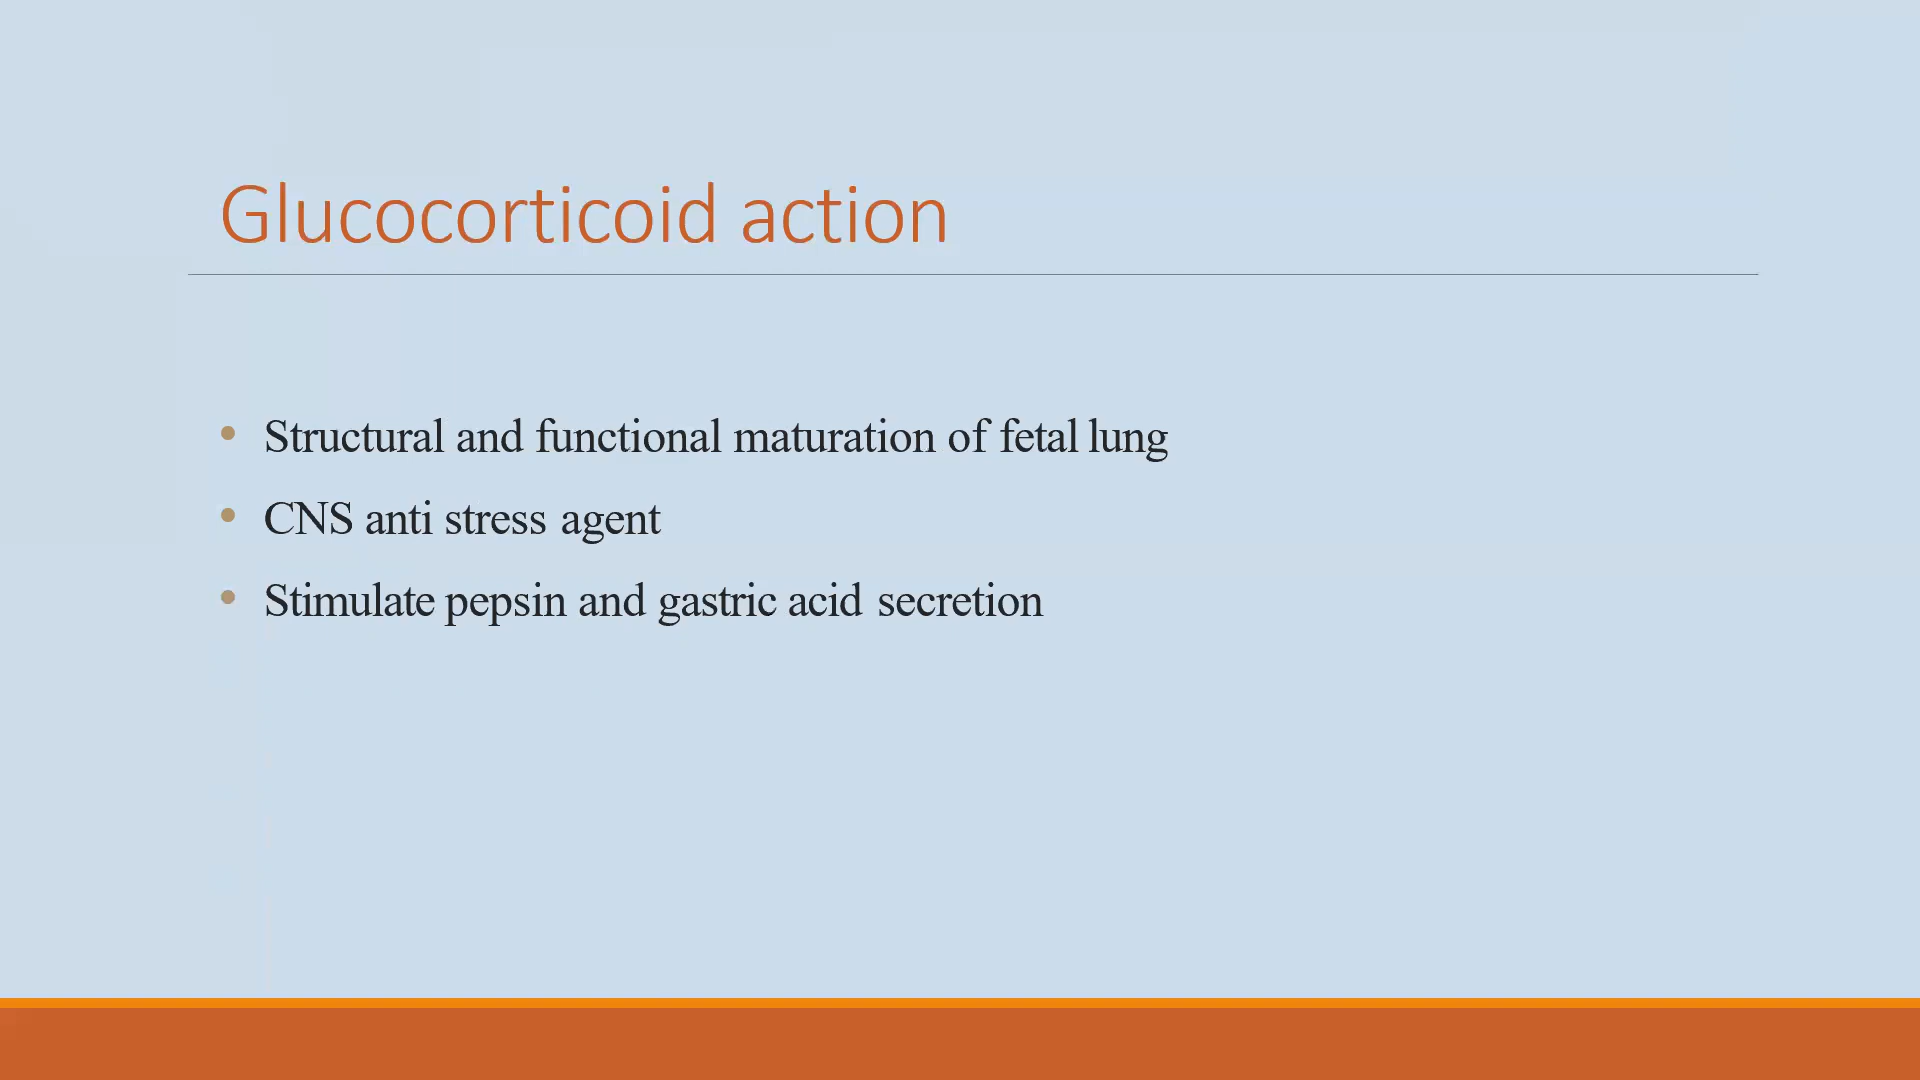 Glucocorticoid action
• Structural and functional maturation of fetal lung
• CNS anti stress agent
• Stimulate pepsin and gastric acid secretion